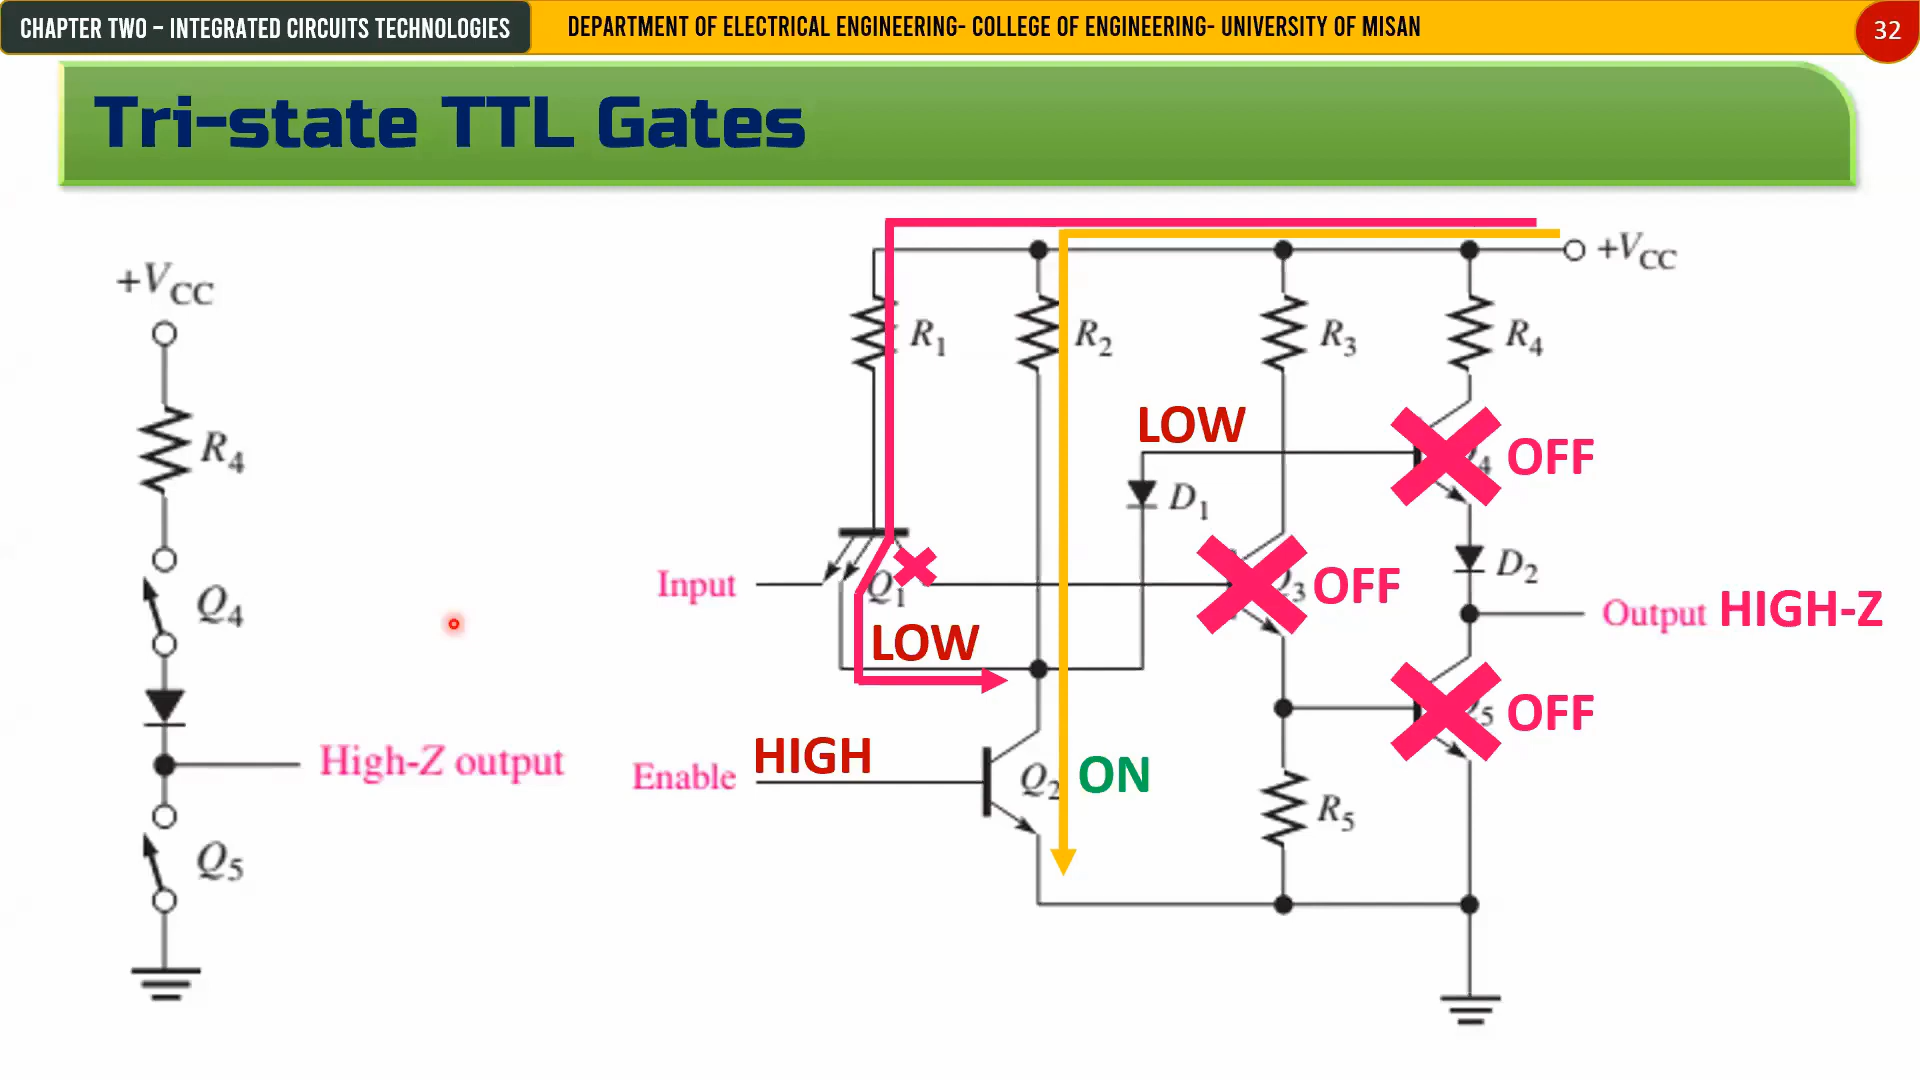 CHAPTER TWO – INTEGRATED CIRCUITS TECHNOLOGIES
DEPARTMENT OF ELECTRICAL ENGINEERING- COLLEGE OF ENGINEERING- UNIVERSITY OF MISAN
32
Tri-state TTL Gates
+VCC
R4
Q4
High-Z output
Q5
+VCC
R1
R2
R3
R4
LOW
OFF
D1
Input
Q1
OFF
D2
LOW
Output HIGH-Z
OFF
Enable HIGH
Q2 ON
R5